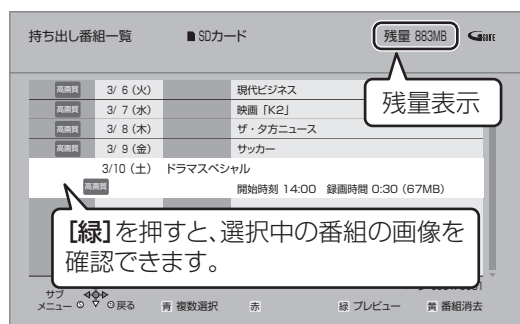 持ち出し番組一覧 SDカード 残量 883MB
残量表示
高画質 3/ 6（火） 現代ビジネス
高画質 3/ 7（水） 映画「K2」
高画質 3/ 8（木） ザ・夕方ニュース
高画質 3/ 9（金） サッカー
3/10（土） ドラマスペシャル
高画質 開始時刻 14:00 録画時間 0:30（67MB）
[緑]を押すと、選択中の番組の画像を
確認できます。
サブ
メニュー 戻る 青 複数選択 赤 緑 プレビュー 黄 番組消去